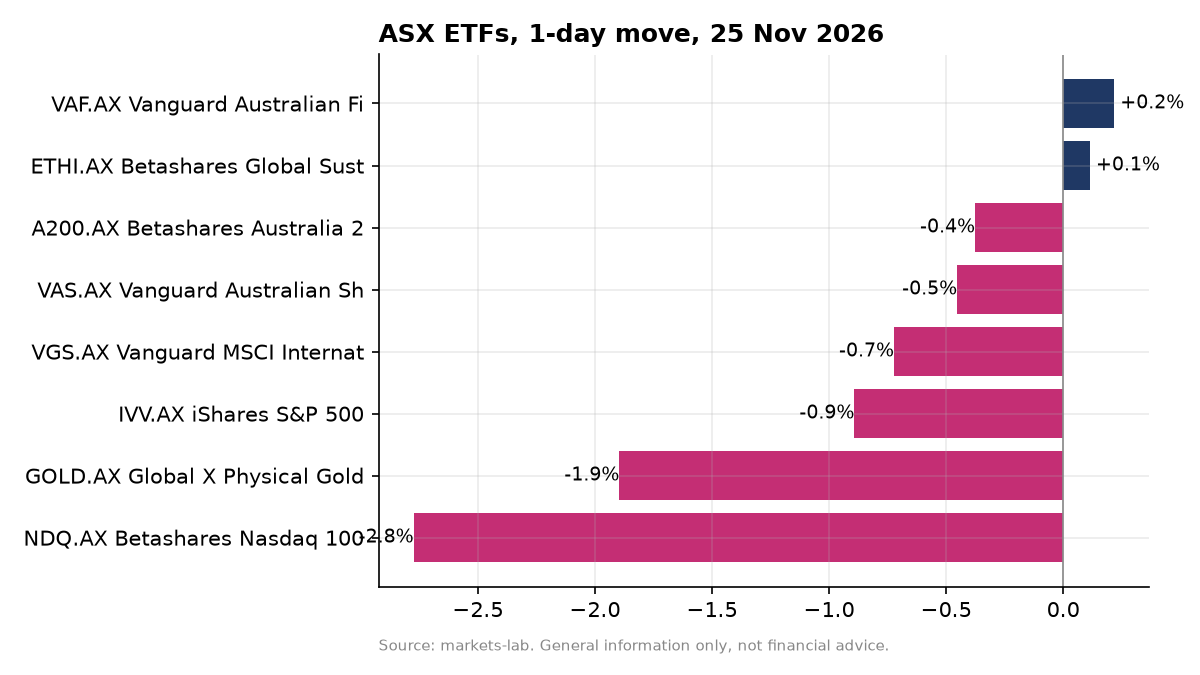 ASX ETFs, 1-day move, 25 Nov 2026
VAF.AX Vanguard Australian Fi
+0.2%
ETHI.AX Betashares Global Sust
+0.1%
A200.AX Betashares Australia 2
-0.4%
VAS.AX Vanguard Australian Sh
-0.5%
VGS.AX Vanguard MSCI Internat
-0.7%
IVV.AX iShares S&P 500
-0.9%
GOLD.AX Global X Physical Gold
-1.9%
NDQ.AX Betashares Nasdaq 100
-2.8%
−2.5 −2.0 −1.5 −1.0 −0.5 0.0
Source: markets-lab. General information only, not financial advice.